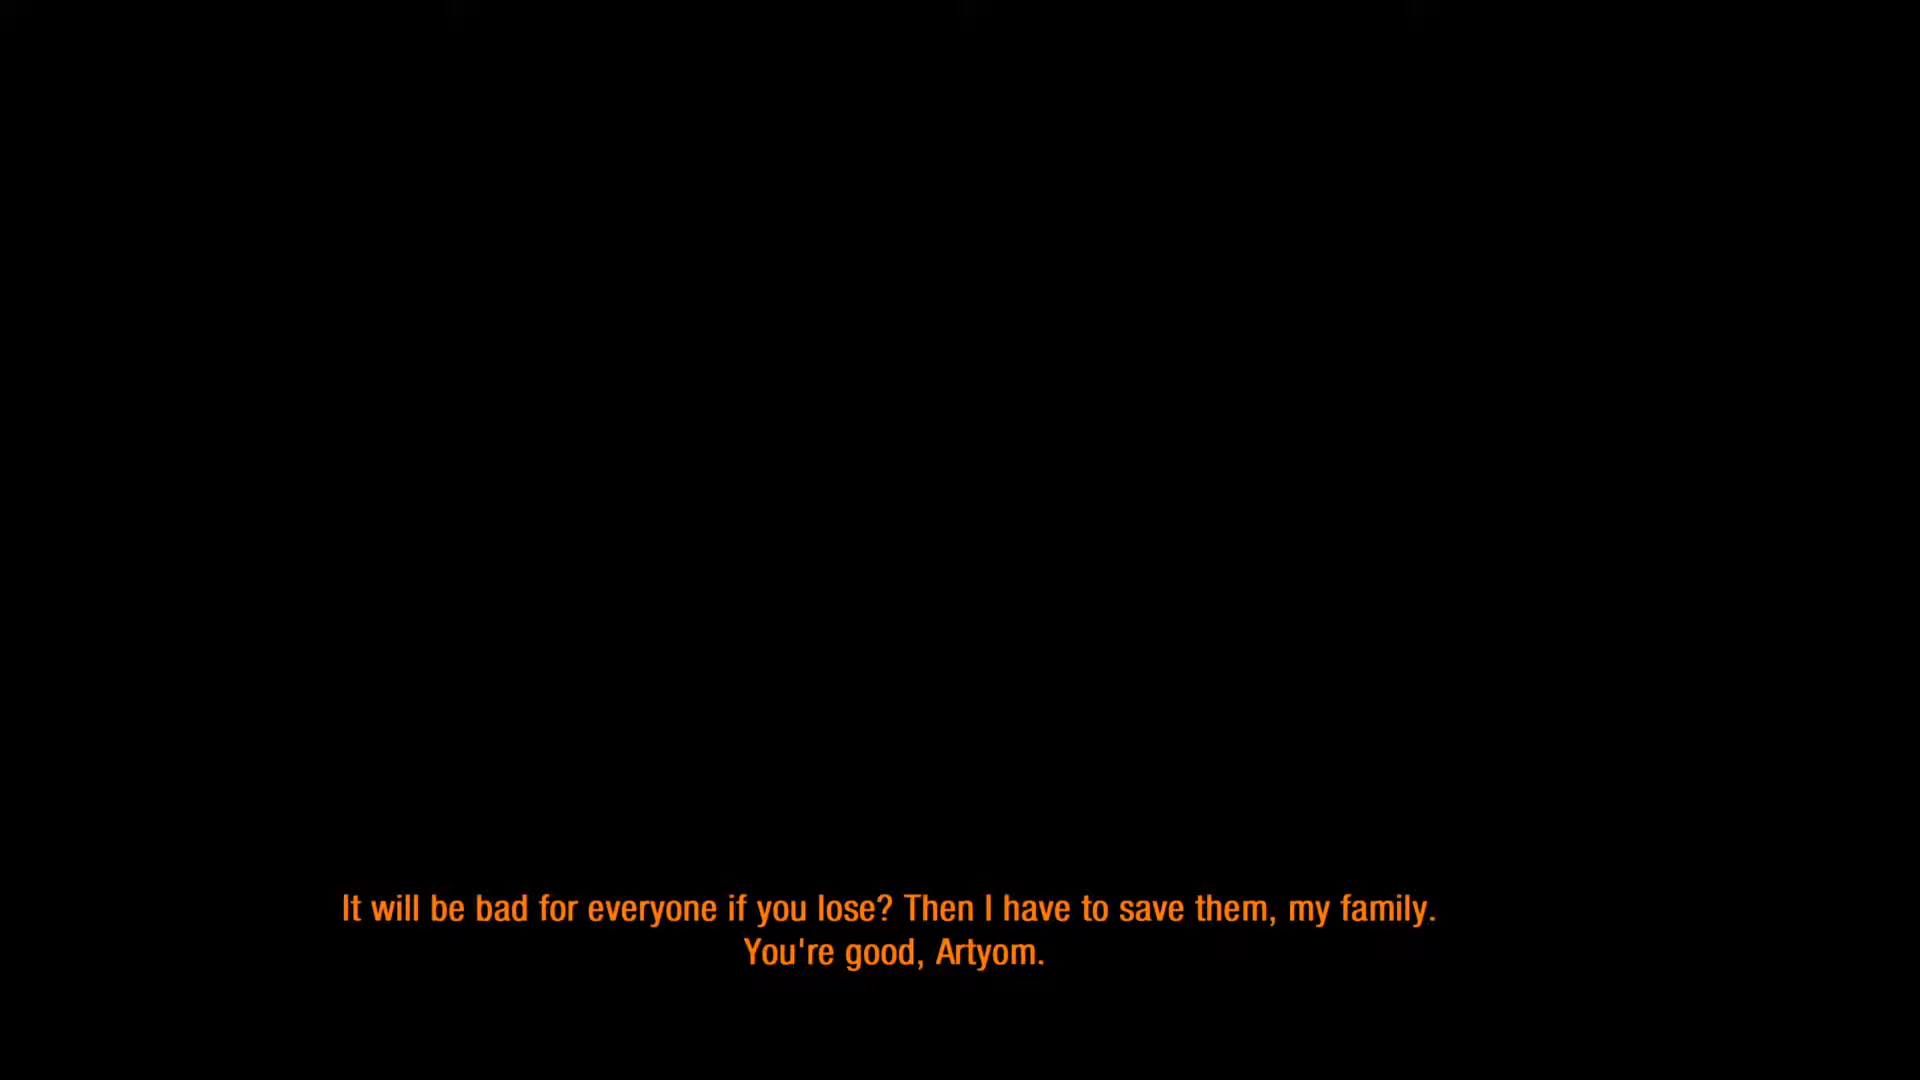 It will be bad for everyone if you lose? Then I have to save them, my family.
You're good, Artyom.